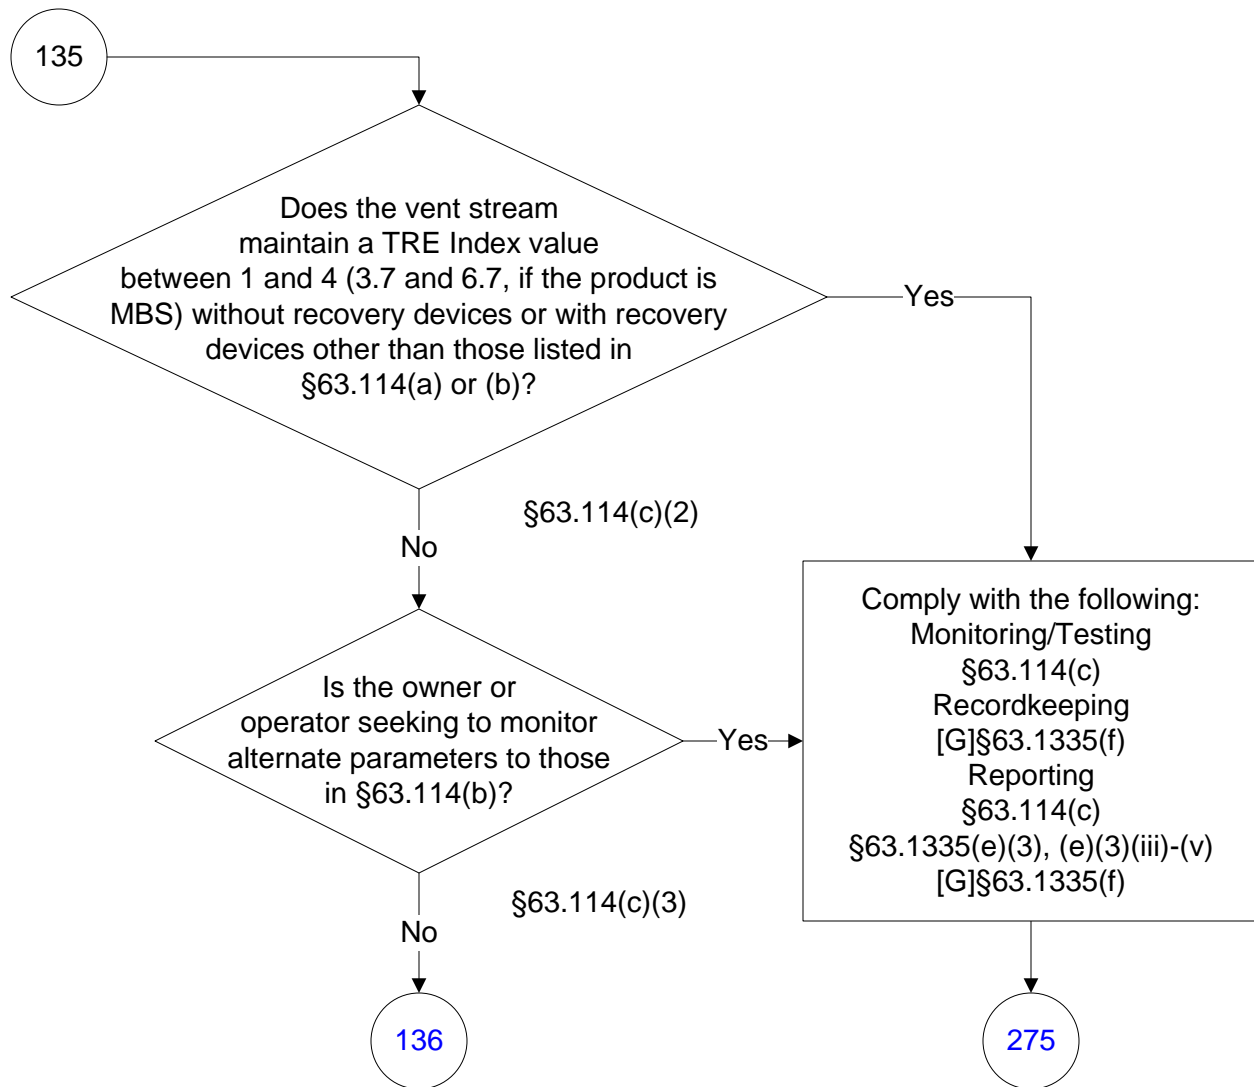 135
Does the vent stream
maintain a TRE Index value
between 1 and 4 (3.7 and 6.7, if the product is
MBS) without recovery devices or with recovery
devices other than those listed in
§63.114(a) or (b)?
Yes
§63.114(c)(2)
No
Is the owner or
operator seeking to monitor
alternate parameters to those
in §63.114(b)?
Yes
Comply with the following:
Monitoring/Testing
§63.114(c)
Recordkeeping
[G]§63.1335(f)
Reporting
§63.114(c)
§63.1335(e)(3), (e)(3)(iii)-(v)
[G]§63.1335(f)
§63.114(c)(3)
No
136
275